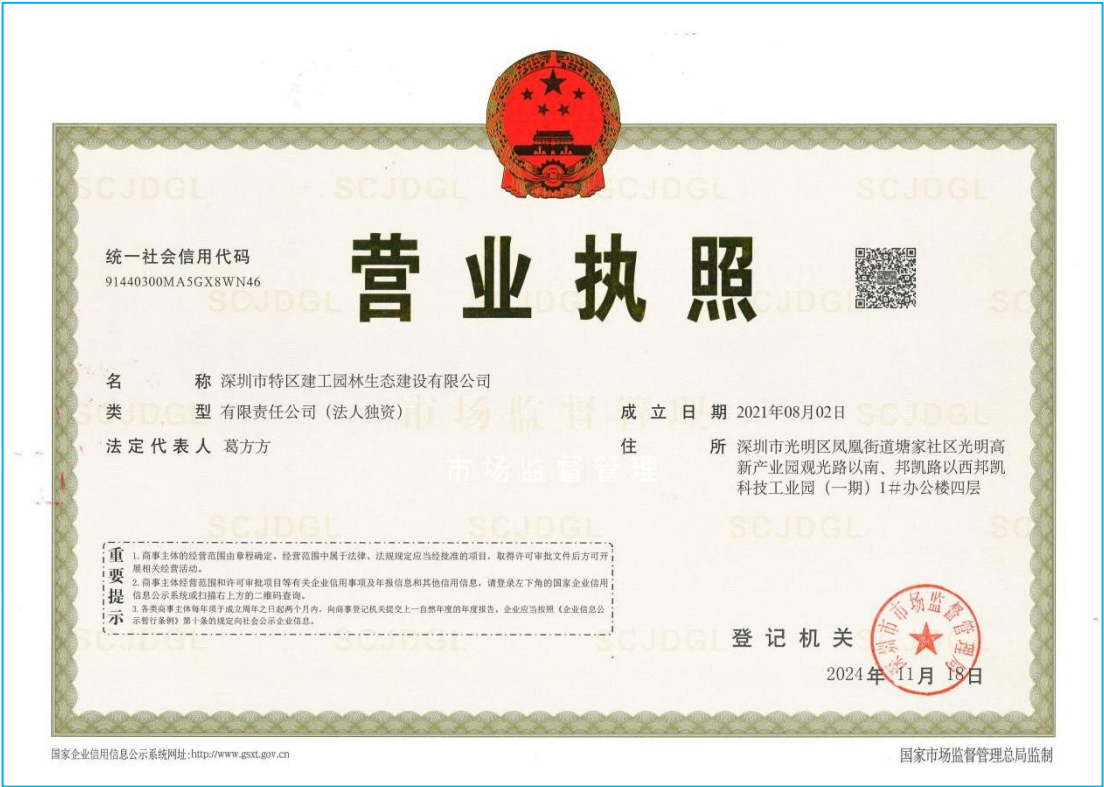 统一社会信用代码
91440300MA5GX8WN46
营业执照
名 称 深圳市特区建工园林生态建设有限公司
类 型 有限责任公司（法人独资）
法定代表人 葛方方
成立日期 2021年08月02日
住 所 深圳市光明区凤凰街道塘家社区光明高
新产业园观光路以南、邦凯路以西邦凯
科技工业园（一期）1#办公楼四层
重要提示
1. 商事主体的经营范围由章程确定，经营范围中属于法律、法规规定应当经批准的项目，取得许可审批文件后方可开
展相关经营活动。
2. 商事主体经营范围和许可审批项目等有关企业信用事项及年报信息和其他信用信息，请登录左下角的国家企业信用
信息公示系统或扫描右上方的二维码查询。
3. 各类商事主体每年须于成立周年之日起两个月内，向商事登记机关提交上一自然年度的年度报告。企业应当按照《企业信息公
示暂行条例》第十条的规定向社会公示企业信息。
登记机关
深圳市市场监督管理局
2024年11月18日
国家企业信用信息公示系统网址:http://www.gsxt.gov.cn
国家市场监督管理总局监制
SCJDGL
市场监督管理